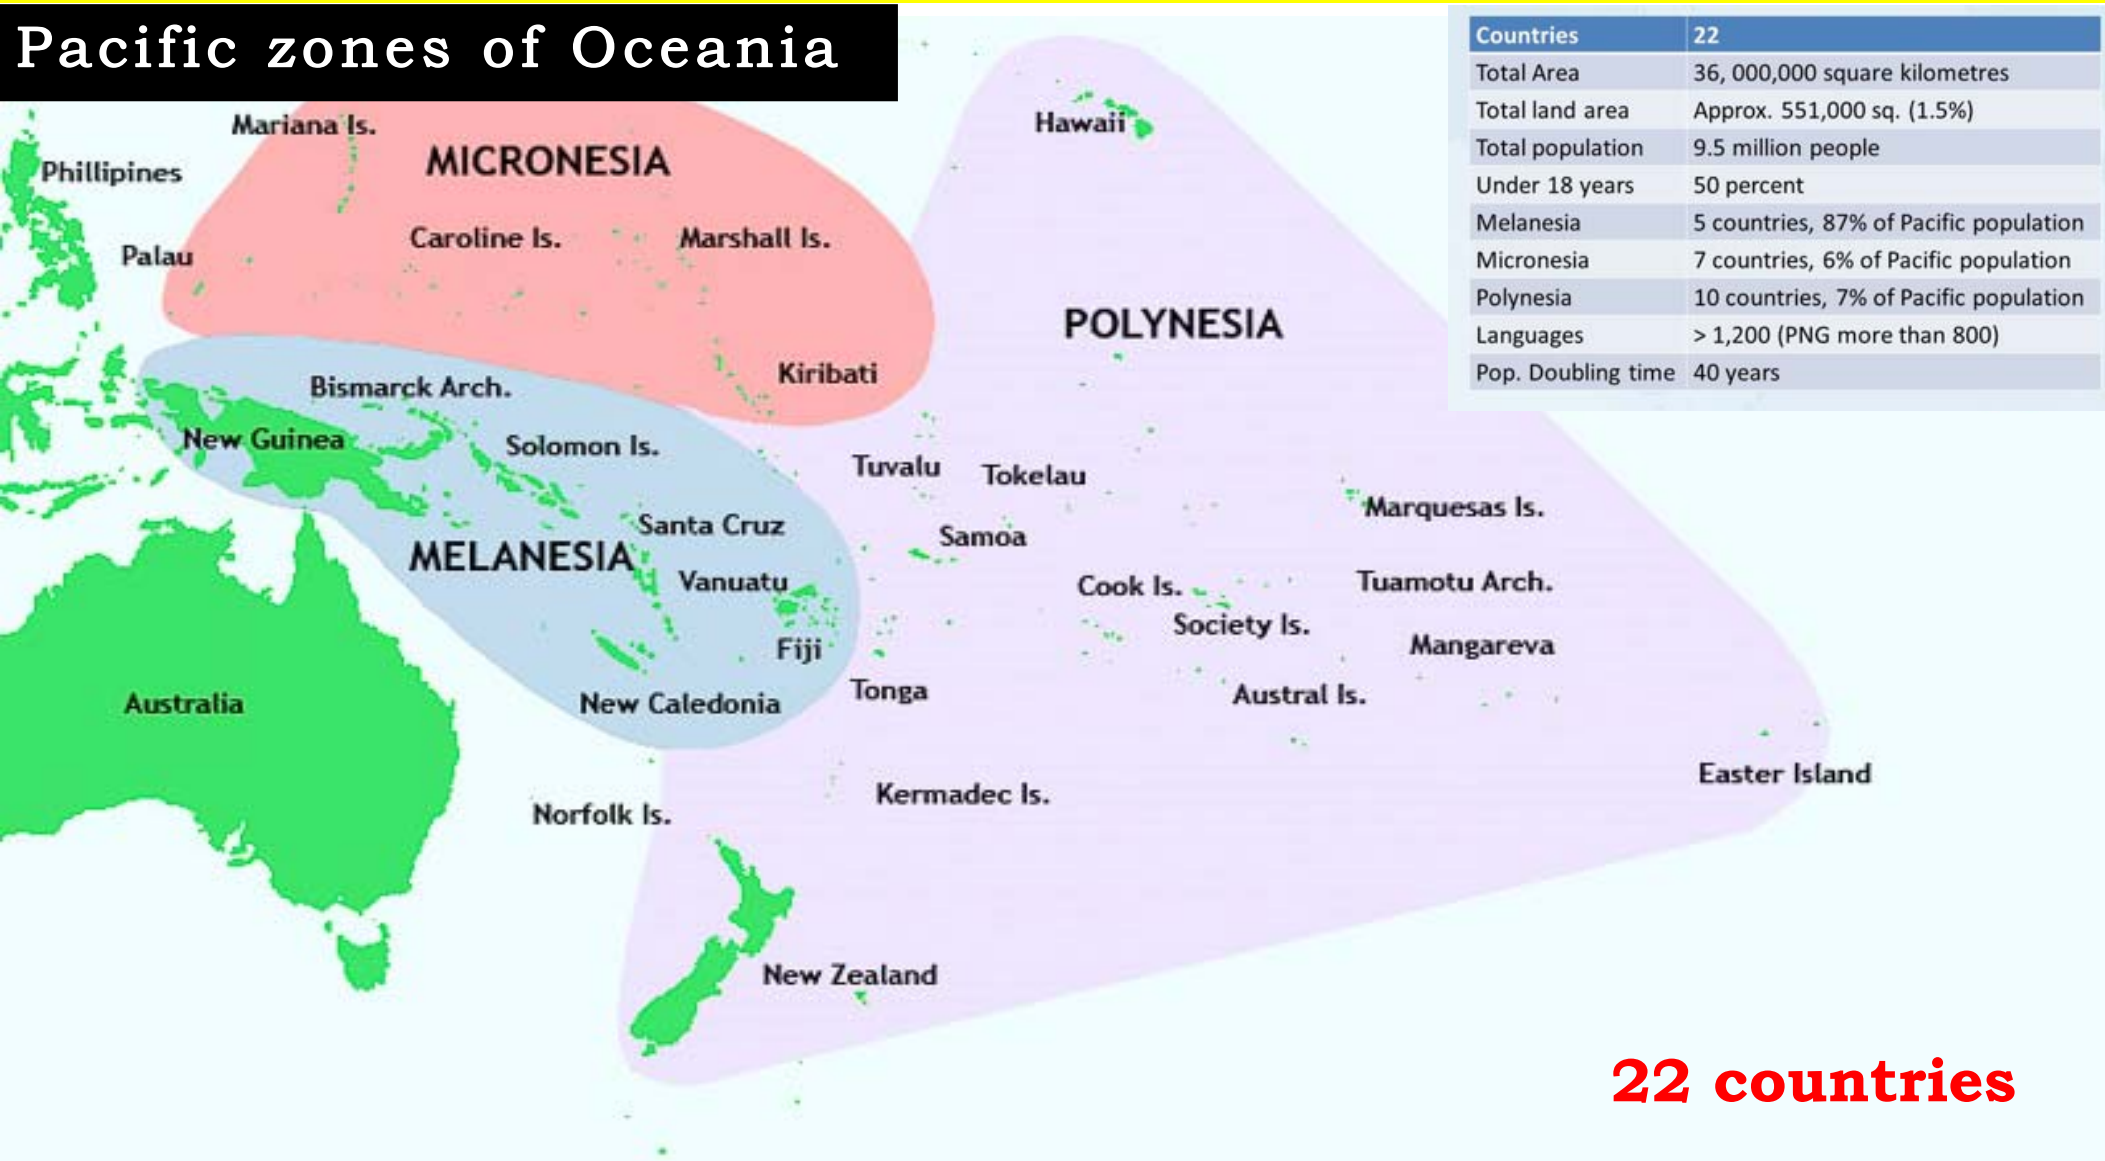 Pacific zones of Oceania
Countries 22
Total Area 36, 000,000 square kilometres
Total land area Approx. 551,000 sq. (1.5%)
Total population 9.5 million people
Under 18 years 50 percent
Melanesia 5 countries, 87% of Pacific population
Micronesia 7 countries, 6% of Pacific population
Polynesia 10 countries, 7% of Pacific population
Languages > 1,200 (PNG more than 800)
Pop. Doubling time 40 years
Mariana Is.
Hawaii
MICRONESIA
Phillipines
Caroline Is.
Marshall Is.
Palau
POLYNESIA
Kiribati
Bismarck Arch.
New Guinea
Solomon Is.
Tuvalu
Tokelau
Marquesas Is.
Santa Cruz
Samoa
MELANESIA
Vanuatu
Cook Is.
Tuamotu Arch.
Society Is.
Fiji
Mangareva
Australia
New Caledonia
Tonga
Austral Is.
Easter Island
Kermadec Is.
Norfolk Is.
New Zealand
22 countries